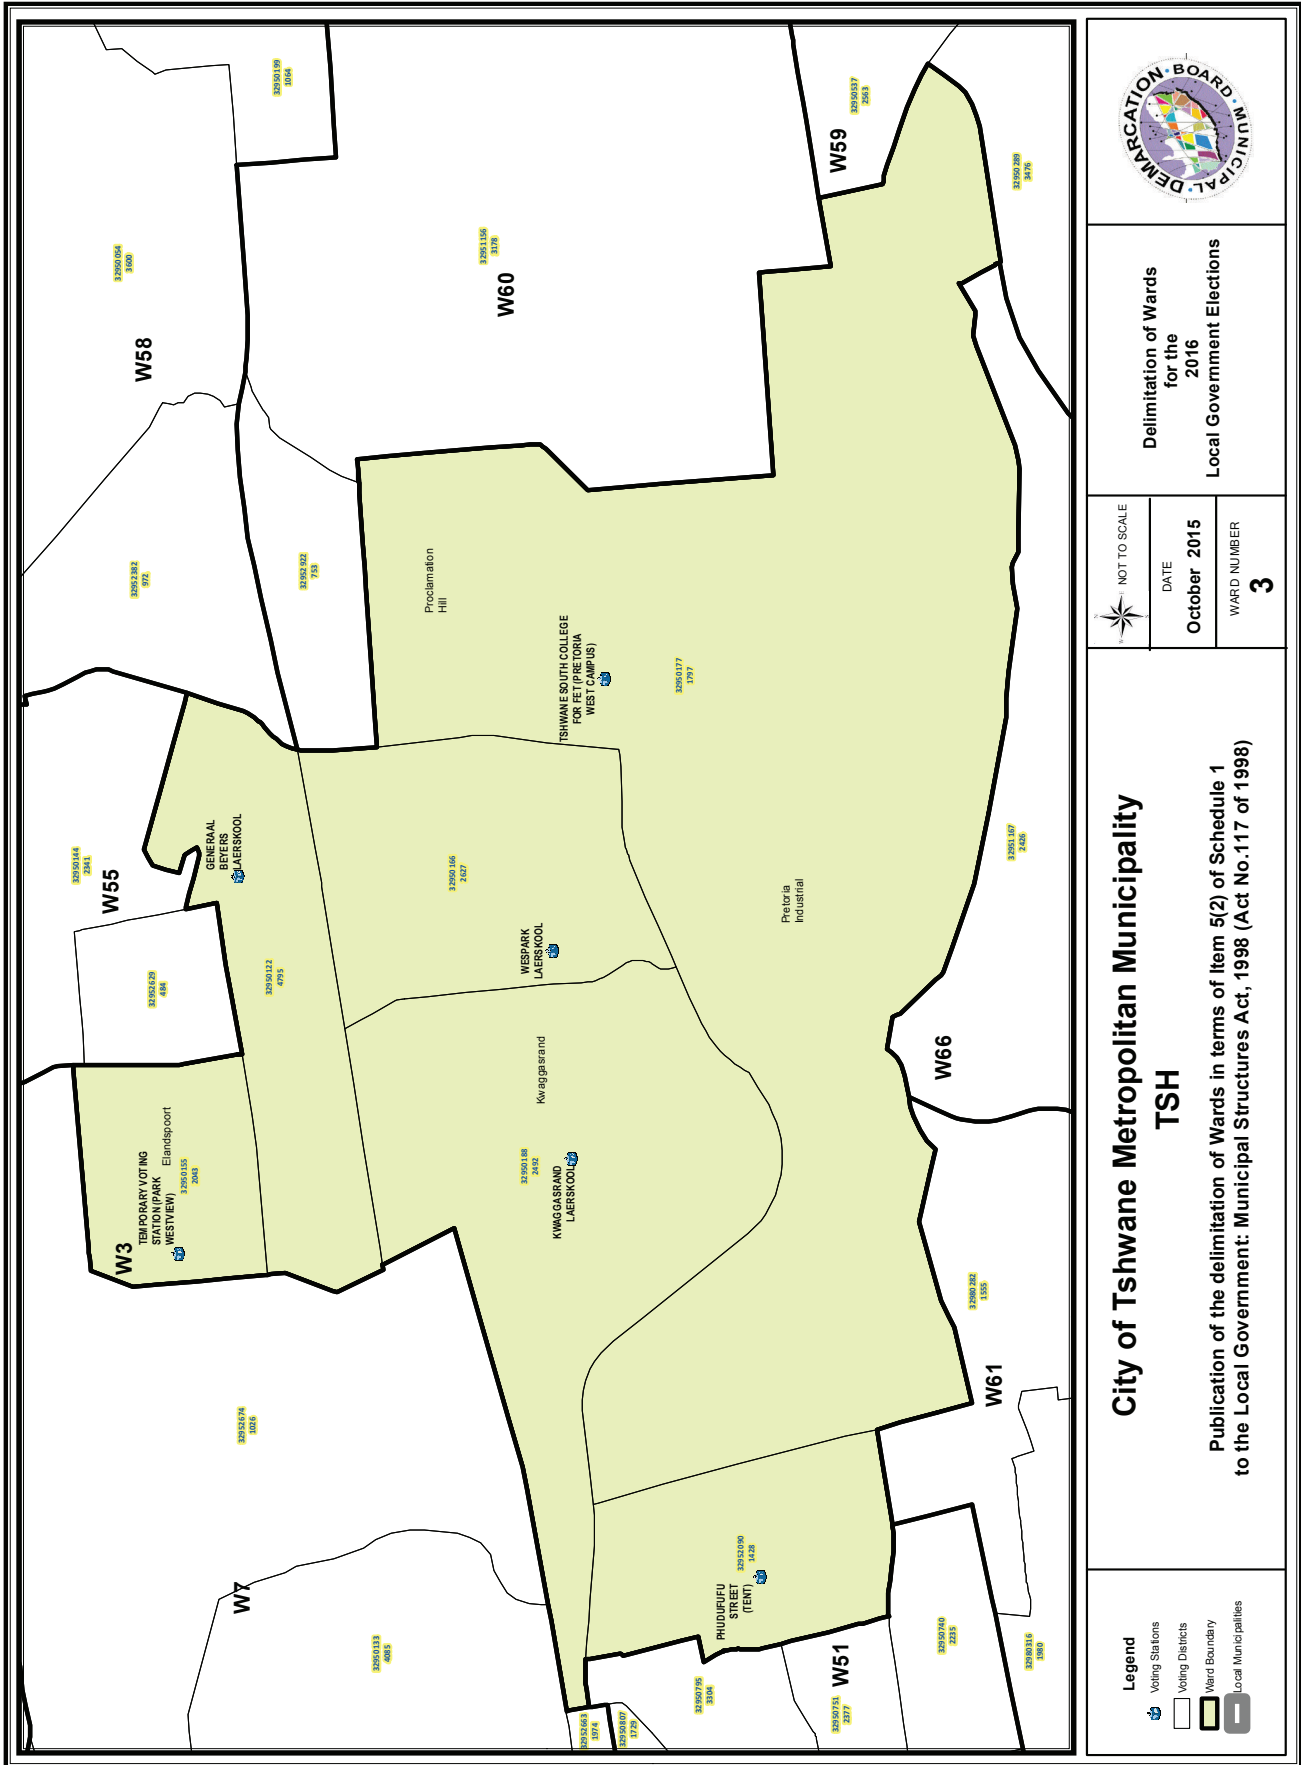 W3
W7
W51
W55
W58
W59
W60
W61
W66
TEMPORARY VOTING
STATION (PARK
WESTVIEW)
Elandspoort
32950155
2043
GENERAAL
BEYERS
LAERSKOOL
32950122
4795
32950144
2341
32952629
484
32952382
972
32950054
3600
32950199
1064
32952922
753
32951156
3178
32950537
2563
32950289
3476
Proclamation
Hill
TSHWANE SOUTH COLLEGE
FOR FET (PRETORIA
WEST CAMPUS)
32950177
1797
32950166
2627
WESPARK
LAERSKOOL
Kwaggasrand
32950188
2492
KWAGGASRAND
LAERSKOOL
Pretoria
Industrial
32951167
2426
32980282
1555
32952674
1026
32950133
4085
PHUDUFUFU
STREET
(TENT)
32952090
1428
32952663
1974
32950807
1729
32950795
3304
32950751
2377
32950740
2235
32980316
1980
Legend
Voting Stations
Voting Districts
Ward Boundary
Local Municipalities
City of Tshwane Metropolitan Municipality
TSH
Publication of the delimitation of Wards in terms of Item 5(2) of Schedule 1
to the Local Government: Municipal Structures Act, 1998 (Act No.117 of 1998)
N
W
E
S
NOT TO SCALE
DATE
October 2015
WARD NUMBER
3
Delimitation of Wards
for the
2016
Local Government Elections
MUNICIPAL • DEMARCATION • BOARD •